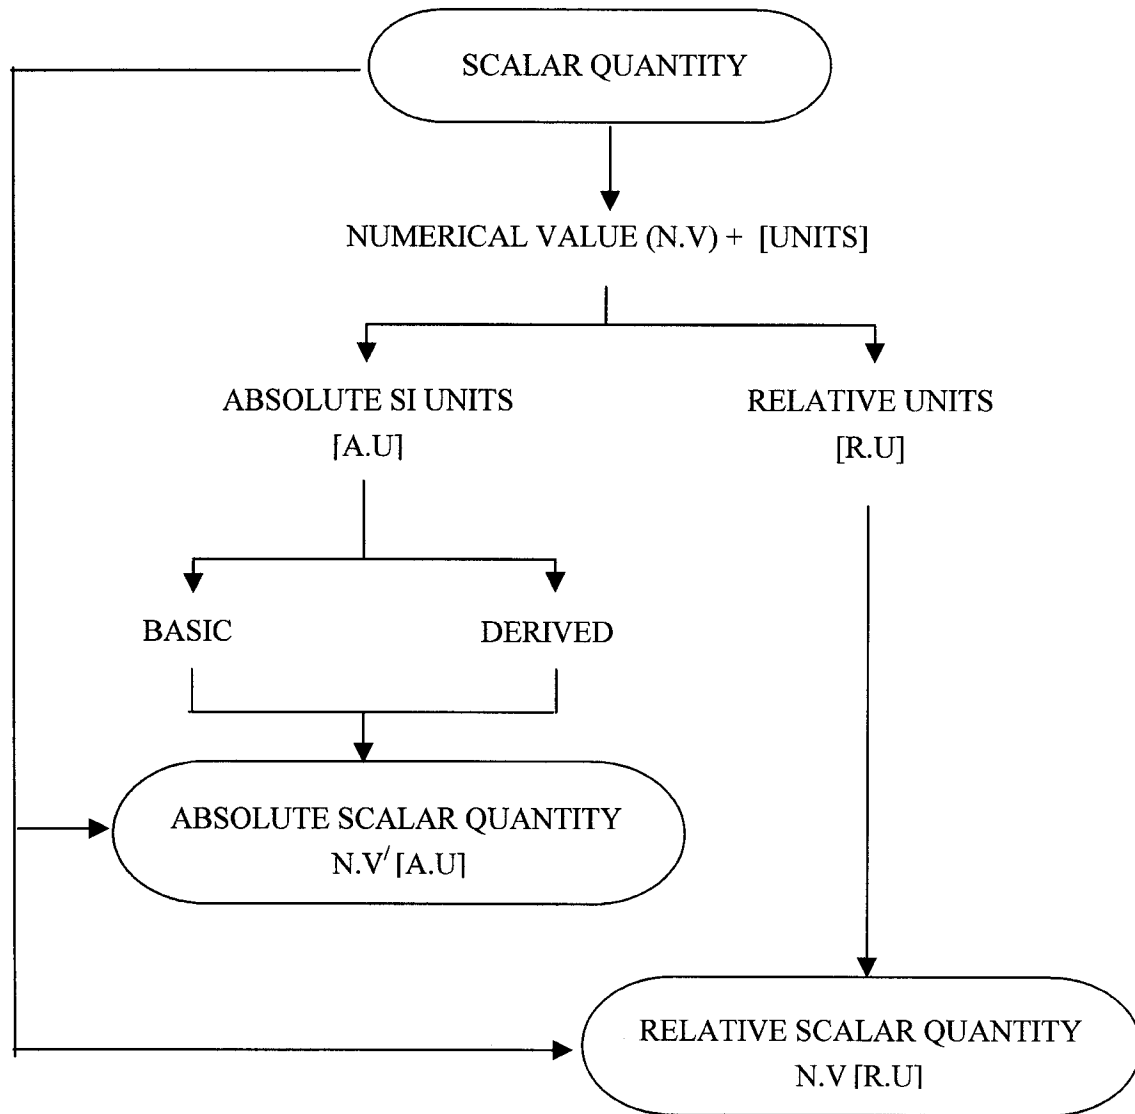 SCALAR QUANTITY
NUMERICAL VALUE (N.V) + [UNITS]
ABSOLUTE SI UNITS
[A.U]
RELATIVE UNITS
[R.U]
BASIC
DERIVED
ABSOLUTE SCALAR QUANTITY
N.V/ [A.U]
RELATIVE SCALAR QUANTITY
N.V [R.U]